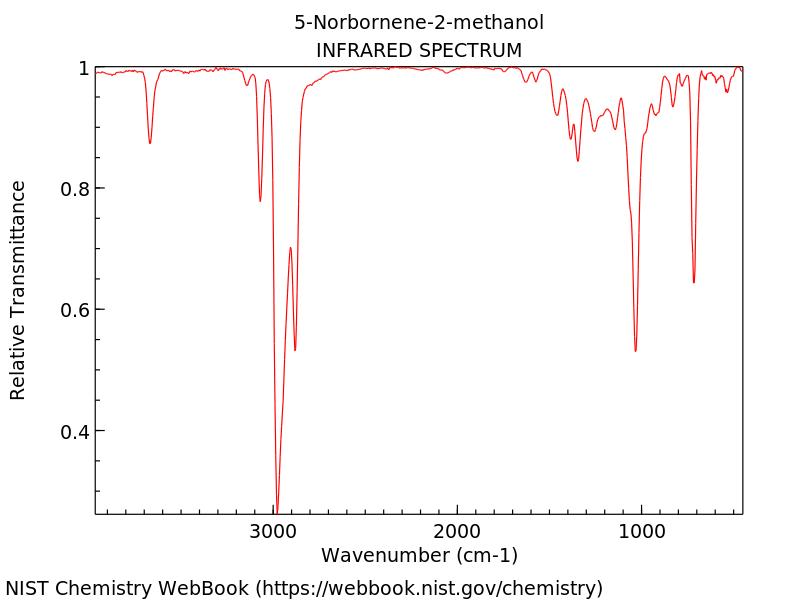 5-Norbornene-2-methanol
INFRARED SPECTRUM
1
0.8
0.6
0.4
Relative Transmittance
3000 2000 1000
Wavenumber (cm-1)
NIST Chemistry WebBook (https://webbook.nist.gov/chemistry)